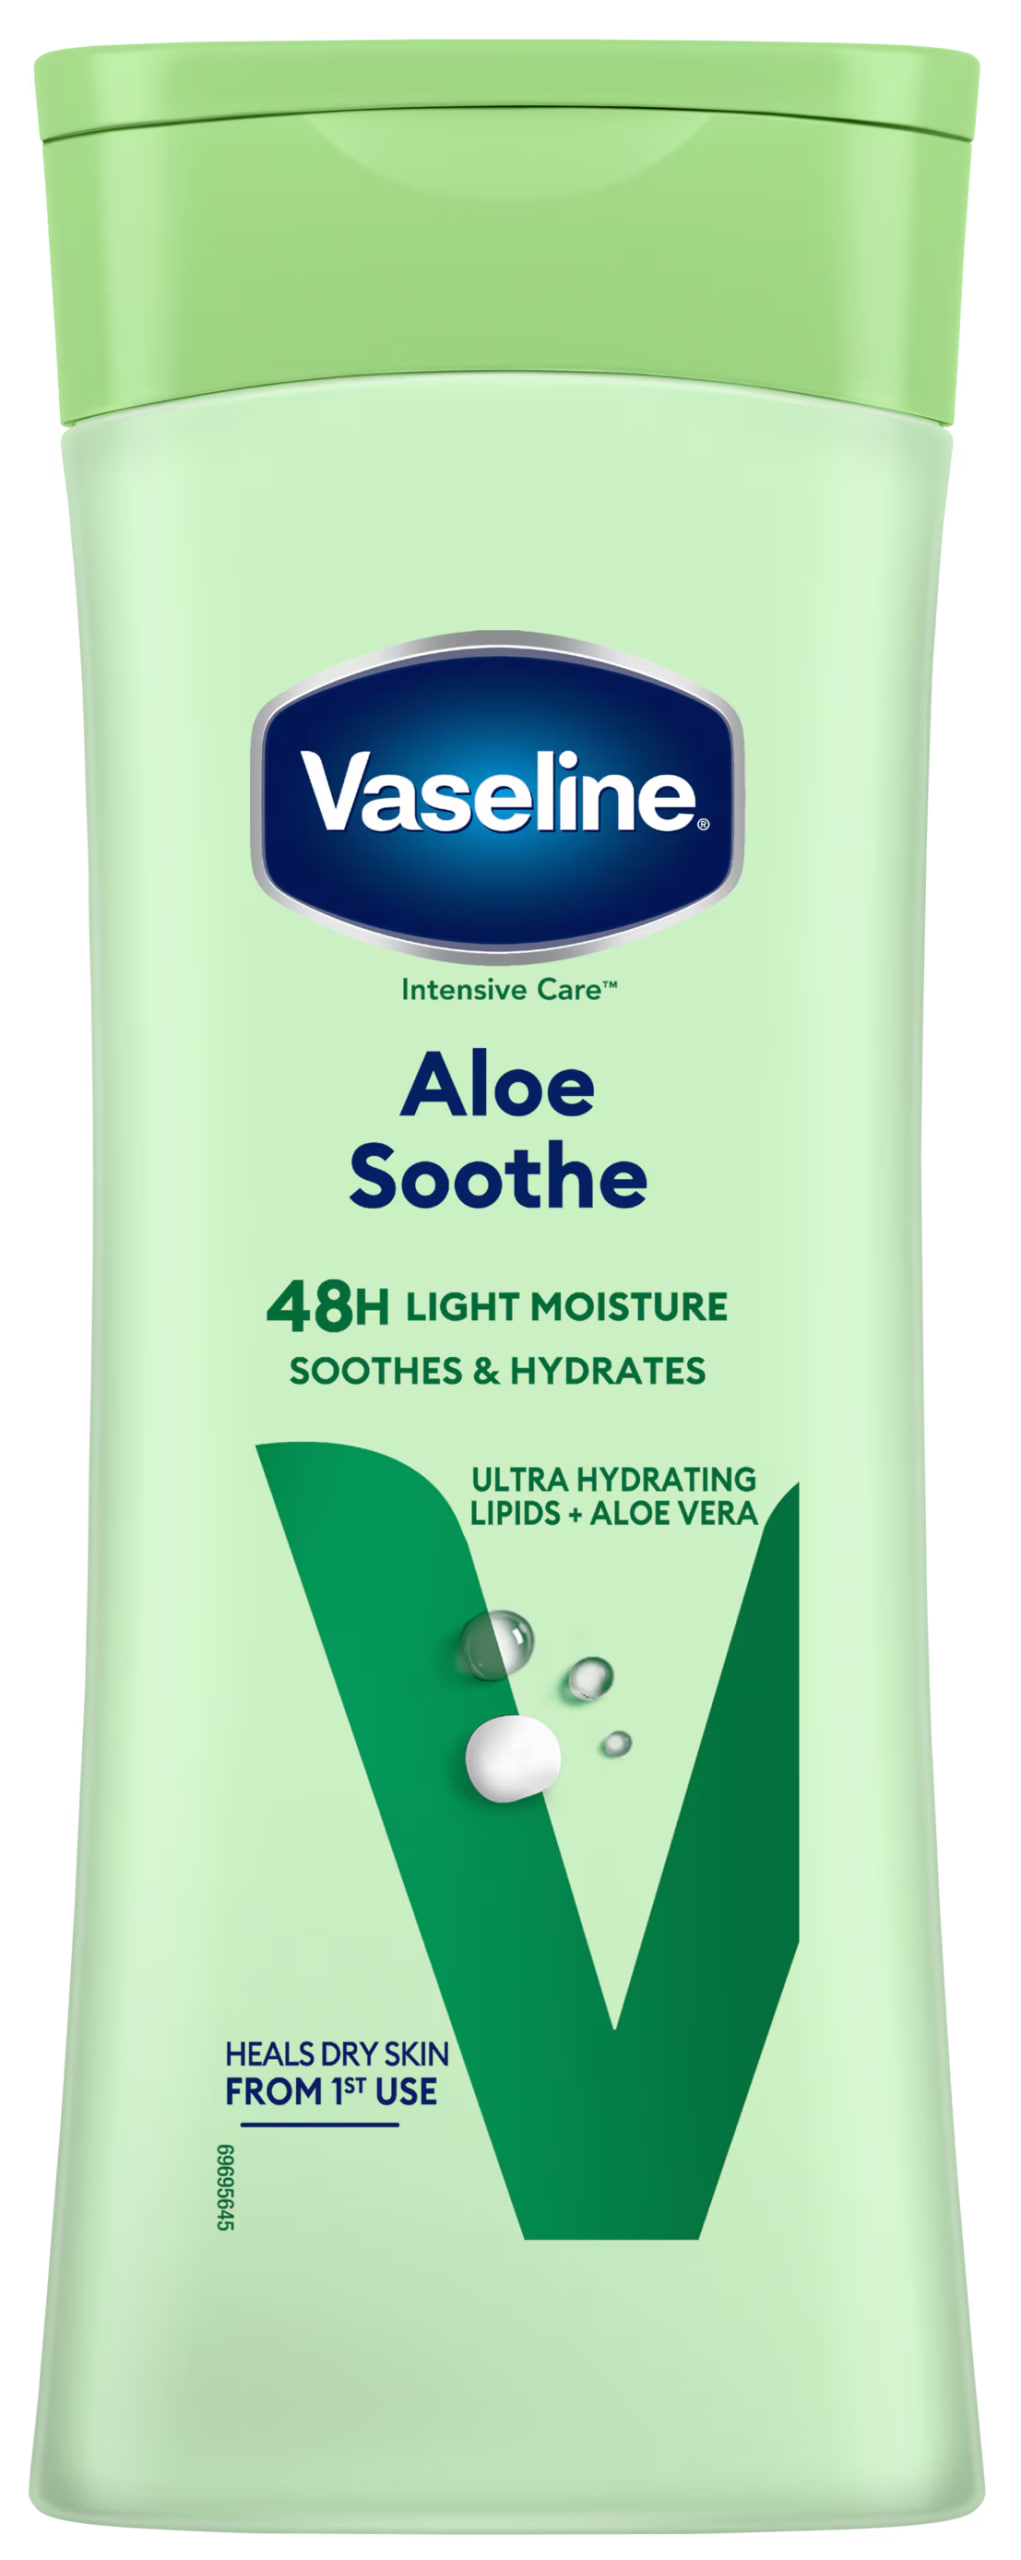 Vaseline®
Intensive Care™
Aloe
Soothe
48H LIGHT MOISTURE
SOOTHES & HYDRATES
ULTRA HYDRATING
LIPIDS + ALOE VERA
HEALS DRY SKIN
FROM 1ST USE
69695645